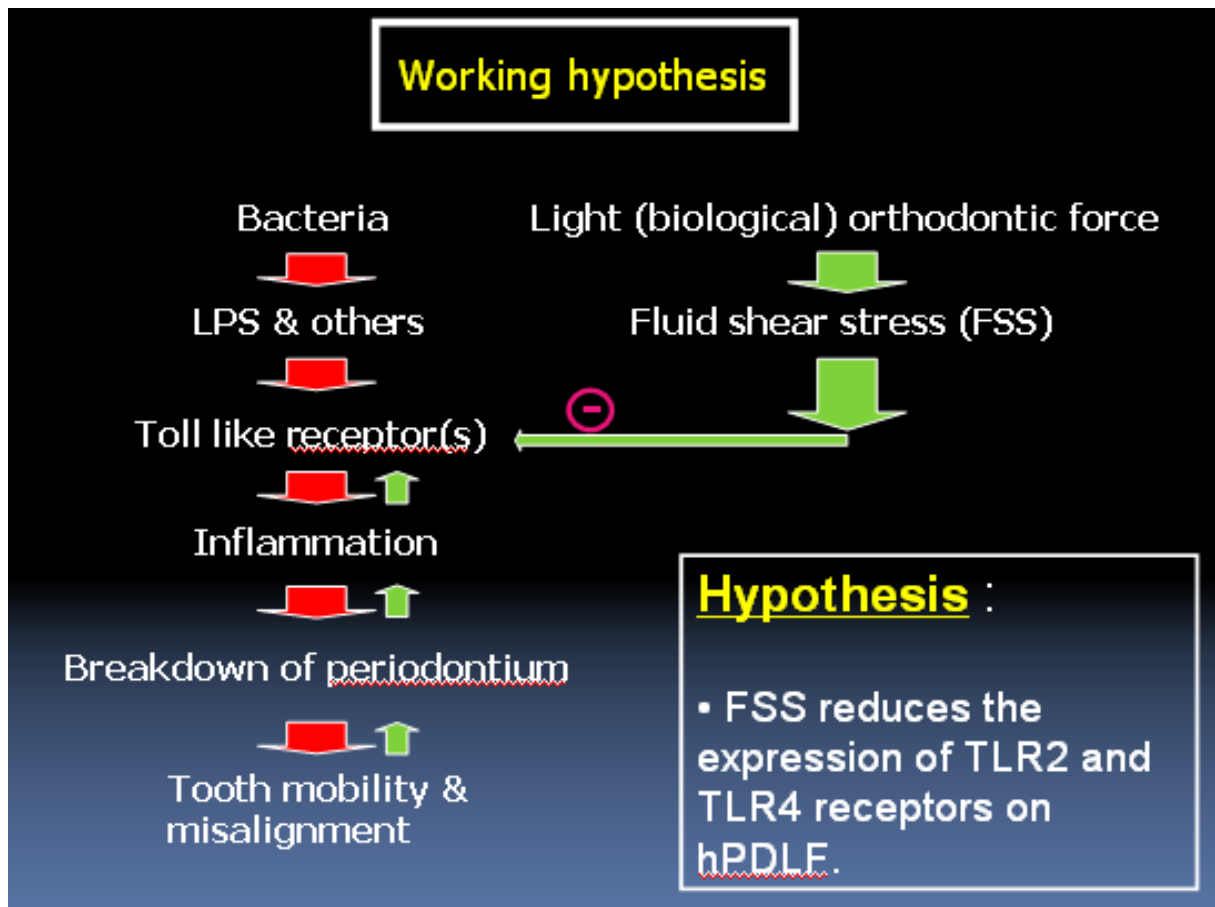 Working hypothesis
Bacteria
Light (biological) orthodontic force
LPS & others
Fluid shear stress (FSS)
-
Toll like receptor(s)
Inflammation
Breakdown of periodontium
Tooth mobility &
misalignment
Hypothesis :
• FSS reduces the
expression of TLR2 and
TLR4 receptors on
hPDLF.